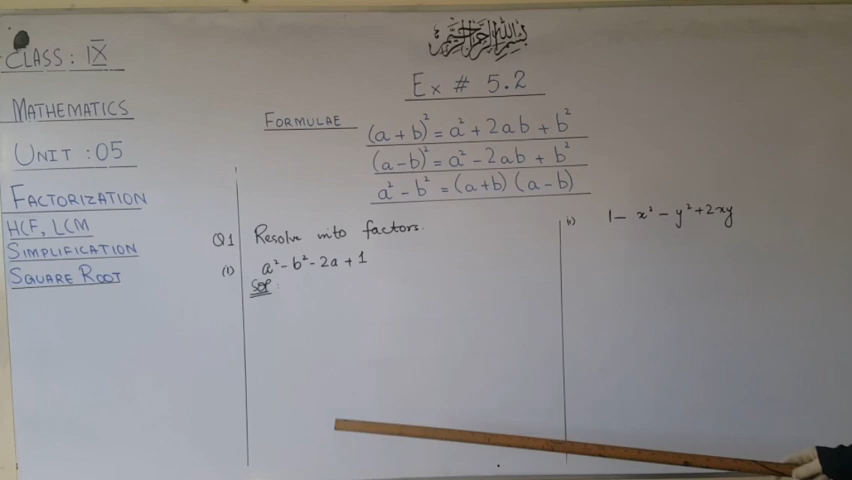 بسم الله الرحمن الرحيم
CLASS : IX
Ex # 5.2
MATHEMATICS
UNIT : 05
FACTORIZATION
HCF, LCM
SIMPLIFICATION
SQUARE ROOT
FORMULAE
(a + b)² = a² + 2ab + b²
(a - b)² = a² - 2ab + b²
a² - b² = (a+b) (a-b)
Q1 Resolve into factors.
(i) a² - b² - 2a + 1
Sol :
ii) 1 - x² - y² + 2xy